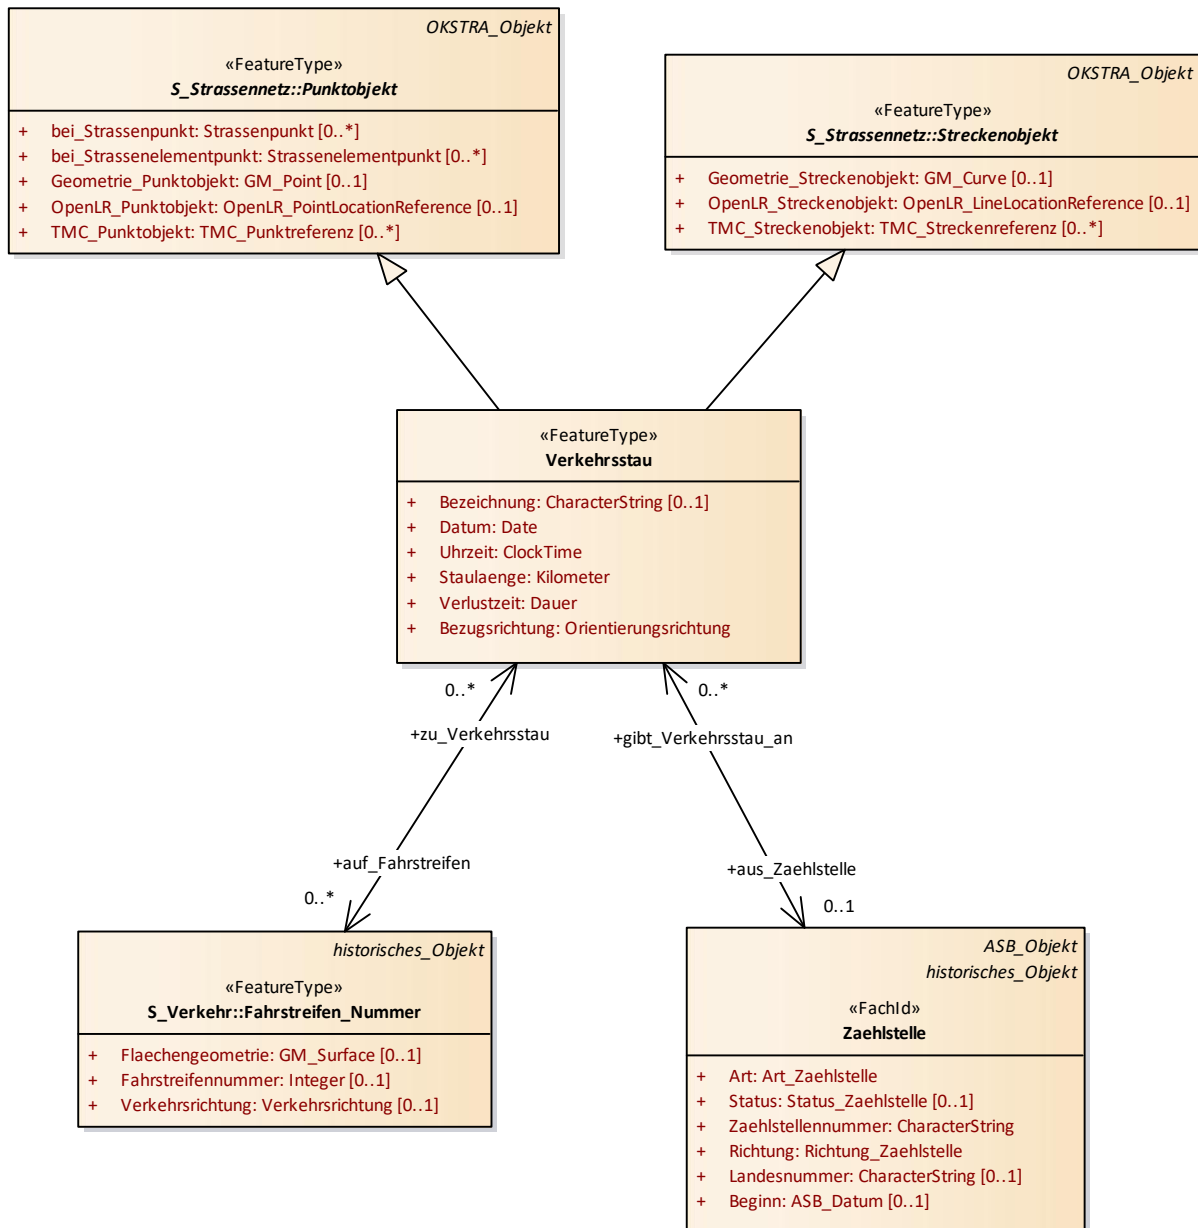 OKSTRA_Objekt
«FeatureType»
S_Strassennetz::Punktobjekt
+ bei_Strassenpunkt: Strassenpunkt [0..*]
+ bei_Strassenelementpunkt: Strassenelementpunkt [0..*]
+ Geometrie_Punktobjekt: GM_Point [0..1]
+ OpenLR_Punktobjekt: OpenLR_PointLocationReference [0..1]
+ TMC_Punktobjekt: TMC_Punktreferenz [0..*]
OKSTRA_Objekt
«FeatureType»
S_Strassennetz::Streckenobjekt
+ Geometrie_Streckenobjekt: GM_Curve [0..1]
+ OpenLR_Streckenobjekt: OpenLR_LineLocationReference [0..1]
+ TMC_Streckenobjekt: TMC_Streckenreferenz [0..*]
«FeatureType»
Verkehrsstau
+ Bezeichnung: CharacterString [0..1]
+ Datum: Date
+ Uhrzeit: ClockTime
+ Staulaenge: Kilometer
+ Verlustzeit: Dauer
+ Bezugsrichtung: Orientierungsrichtung
0..*
+zu_Verkehrsstau
+auf_Fahrstreifen
0..*
0..*
+gibt_Verkehrsstau_an
+aus_Zaehlstelle
0..1
historisches_Objekt
«FeatureType»
S_Verkehr::Fahrstreifen_Nummer
+ Flaechengeometrie: GM_Surface [0..1]
+ Fahrstreifennummer: Integer [0..1]
+ Verkehrsrichtung: Verkehrsrichtung [0..1]
ASB_Objekt
historisches_Objekt
«FachId»
Zaehlstelle
+ Art: Art_Zaehlstelle
+ Status: Status_Zaehlstelle [0..1]
+ Zaehlstellennummer: CharacterString
+ Richtung: Richtung_Zaehlstelle
+ Landesnummer: CharacterString [0..1]
+ Beginn: ASB_Datum [0..1]